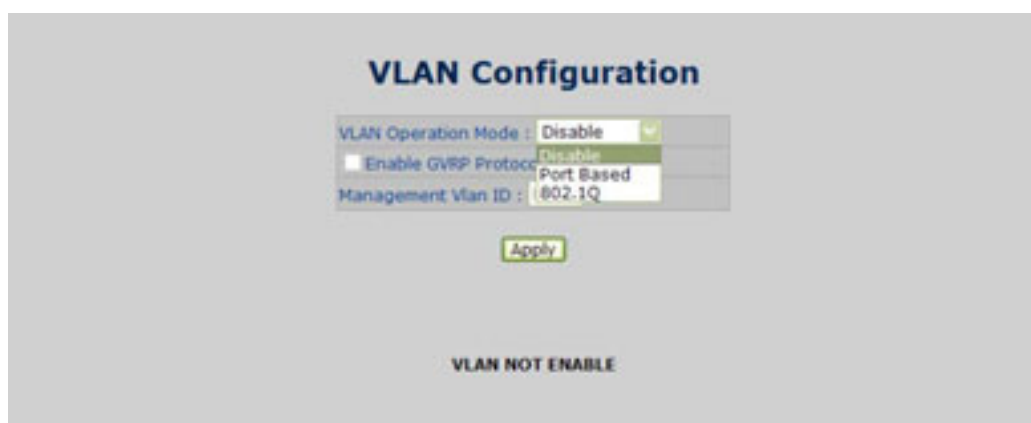 VLAN Configuration
VLAN Operation Mode : Disable
Disable
Enable GVRP Protoco
Port Based
Management Vlan ID : 802.1Q
Apply
VLAN NOT ENABLE